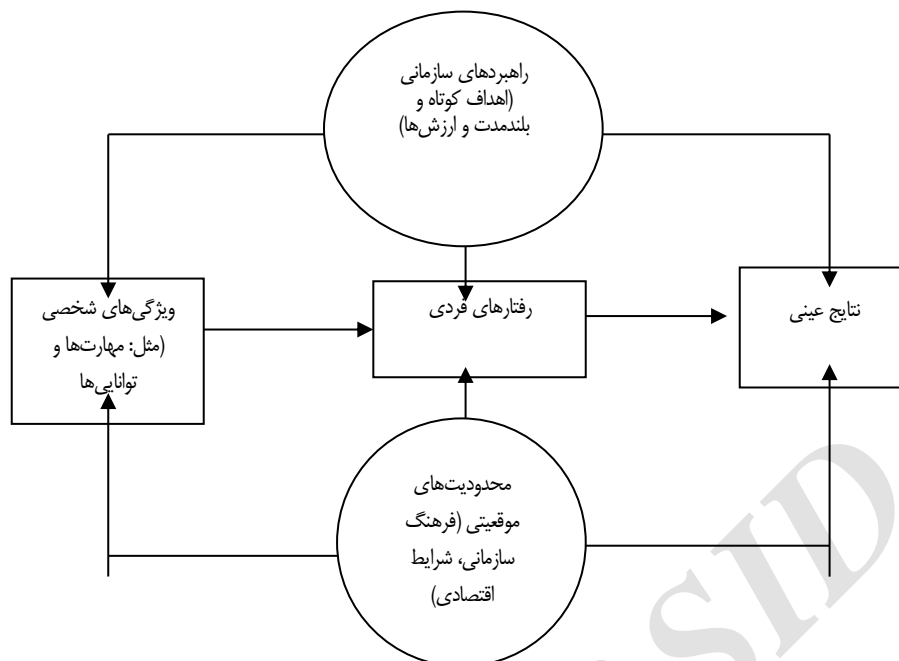 راهبردهای سازمانی
(اهداف کوتاه و
بلندمدت و ارزش‌ها)
ویژگی‌های شخصی
(مثل: مهارت‌ها و
توانایی‌ها
رفتارهای فردی
نتایج عینی
محدودیت‌های
موقعیتی (فرهنگ
سازمانی، شرایط
اقتصادی)
SID